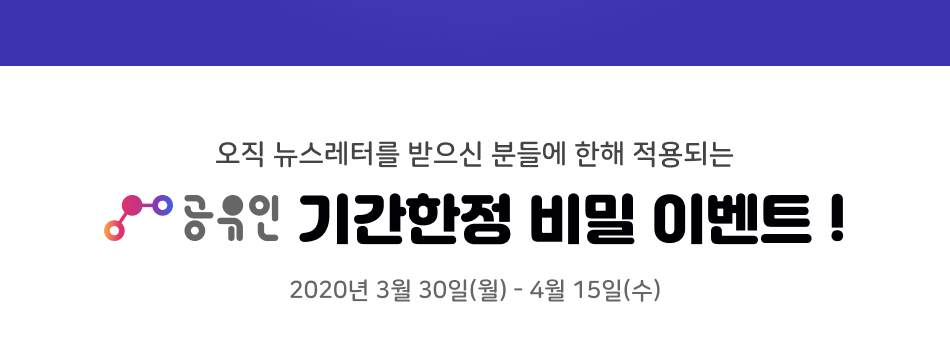 오직 뉴스레터를 받으신 분들에 한해 적용되는
공유인 기간한정 비밀 이벤트 !
2020년 3월 30일(월) - 4월 15일(수)